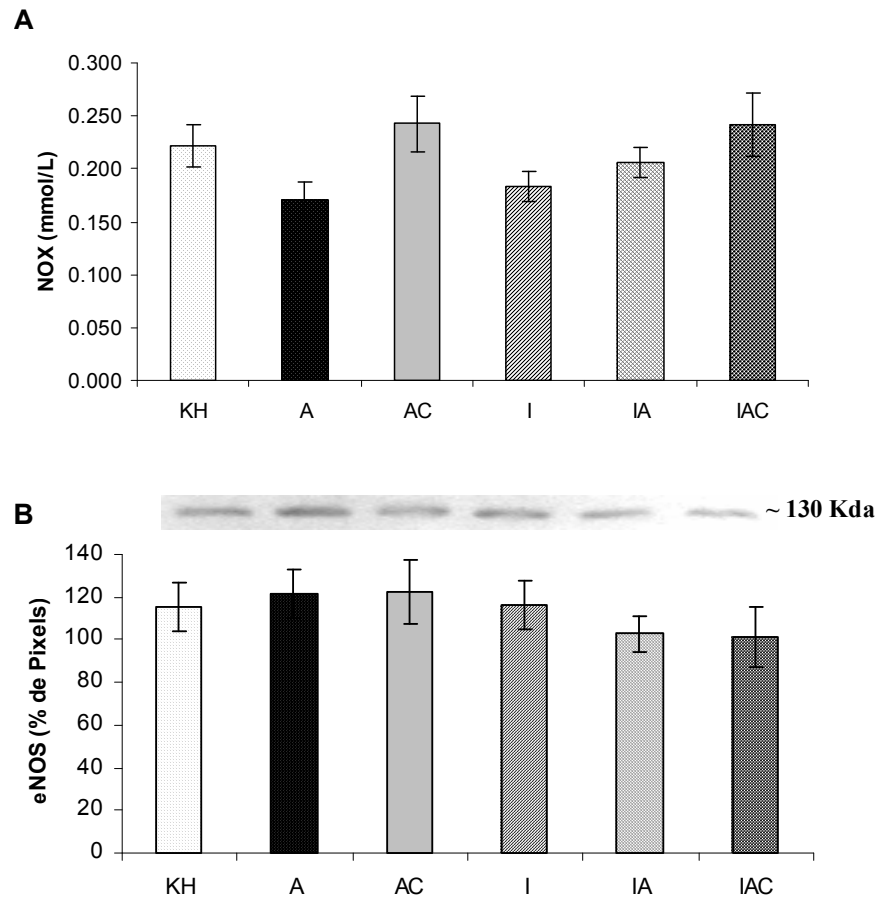 A
0.300
0.250
0.200
0.150
0.100
0.050
0.000
NOX (mmol/L)
KH A AC I IA IAC
B
~ 130 Kda
140
120
100
80
60
40
20
0
eNOS (% de Pixels)
KH A AC I IA IAC